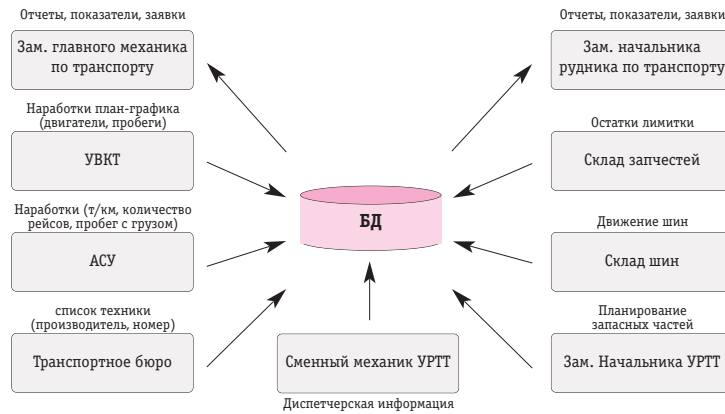 Отчеты, показатели, заявки
Зам. главного механика
по транспорту
Отчеты, показатели, заявки
Зам. начальника
рудника по транспорту
Наработки план-графика
(двигатели, пробеги)
УВКТ
Остатки лимитки
Склад запчестей
БД
Наработки (т/км, количество
рейсов, пробег с грузом)
АСУ
Движение шин
Склад шин
список техники
(производитель, номер)
Транспортное бюро
Сменный механик УРТТ
Диспетчерская информация
Планирование
запасных частей
Зам. Начальника УРТТ